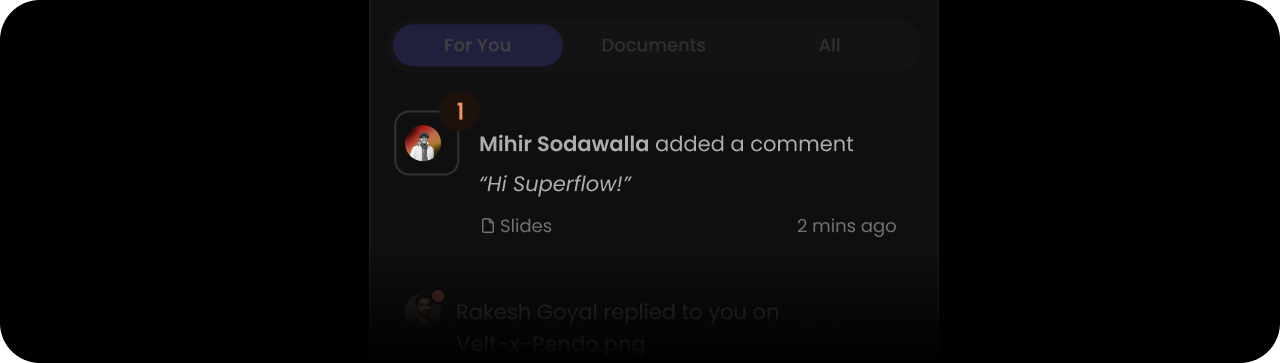 For You Documents All
1
Mihir Sodawalla added a comment
“Hi Superflow!”
Slides 2 mins ago
Rakesh Goyal replied to you on
Velt-x-Pendo.png